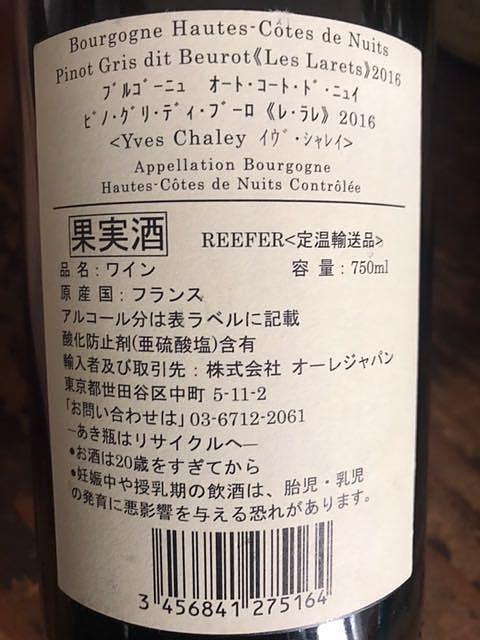 Bourgogne Hautes-Côtes de Nuits
Pinot Gris dit Beurot《Les Larets》2016
ﾌﾞﾙｺﾞｰﾆｭ　ｵｰﾄ・ｺｰﾄ・ﾄﾞ・ﾆｭｲ
ﾋﾟﾉ・ｸﾞﾘ・ﾃﾞｨ・ﾌﾞｰﾛ 《ﾚ・ﾗﾚ》 2016
<Yves Chaley ｲｳﾞ・ｼｬﾚｲ>
Appellation Bourgogne
Hautes-Côtes de Nuits Contrôlée
果実酒 REEFER<定温輸送品>
品 名：ワイン 容 量：750ml
原 産 国：フランス
アルコール分は表ラベルに記載
酸化防止剤(亜硫酸塩)含有
輸入者及び取引先：株式会社 オーレジャパン
東京都世田谷区中町 5-11-2
「お問い合わせは」03-6712-2061
―あき瓶はリサイクルへ―
●お酒は20歳をすぎてから
●妊娠中や授乳期の飲酒は、胎児・乳児
の発育に悪影響を与える恐れがあります。
3 456841 275164